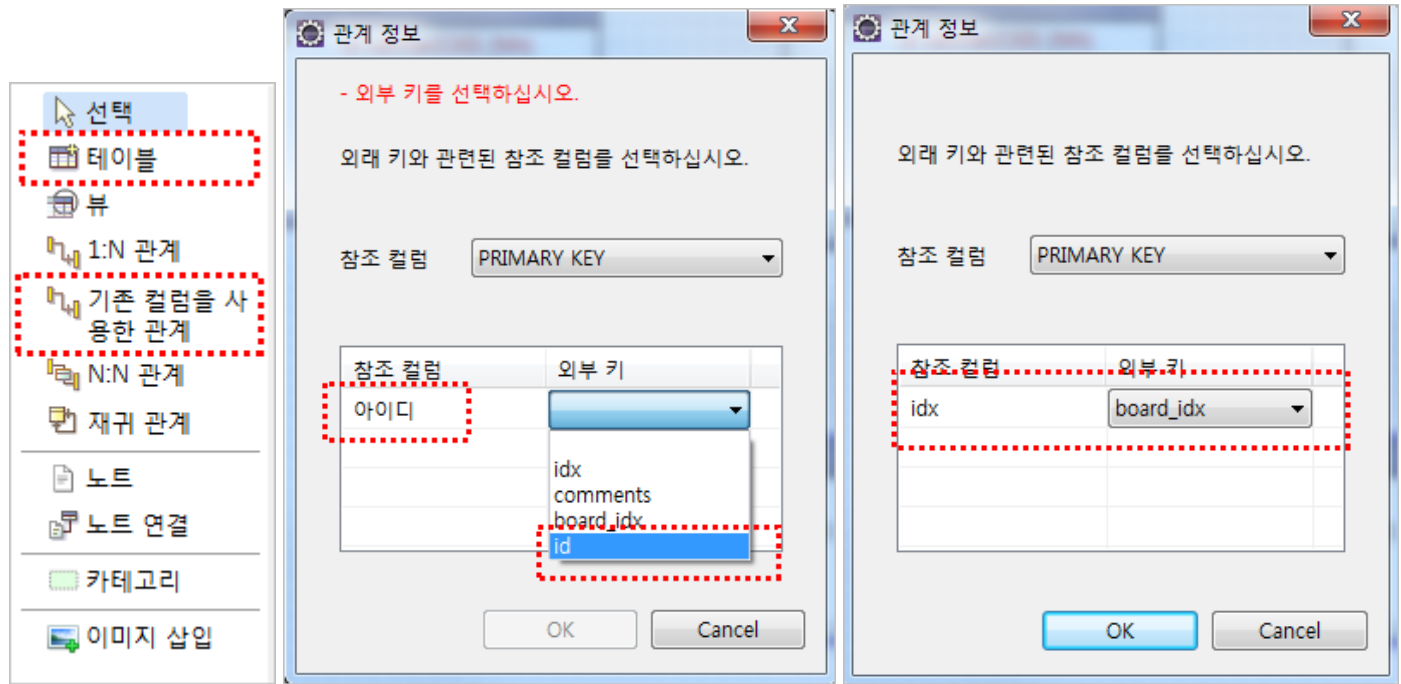 선택
테이블
뷰
1:N 관계
기존 컬럼을 사
용한 관계
N:N 관계
재귀 관계
노트
노트 연결
카테고리
이미지 삽입
관계 정보
- 외부 키를 선택하십시오.
외래 키와 관련된 참조 컬럼를 선택하십시오.
참조 컬럼 PRIMARY KEY
참조 컬럼 외부 키
아이디
idx
comments
board_idx
id
OK Cancel
관계 정보
외래 키와 관련된 참조 컬럼를 선택하십시오.
참조 컬럼 PRIMARY KEY
참조 컬럼 외부 키
idx board_idx
OK Cancel